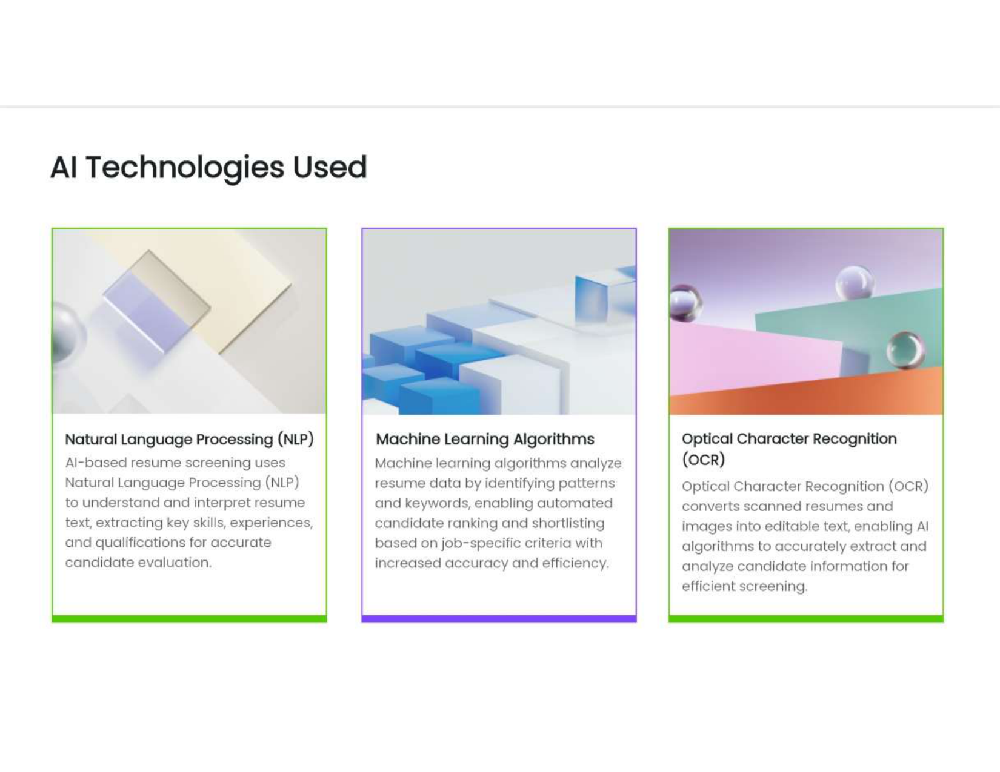 AI Technologies Used
Natural Language Processing (NLP)
AI-based resume screening uses
Natural Language Processing (NLP)
to understand and interpret resume
text, extracting key skills, experiences,
and qualifications for accurate
candidate evaluation.
Machine Learning Algorithms
Machine learning algorithms analyze
resume data by identifying patterns
and keywords, enabling automated
candidate ranking and shortlisting
based on job-specific criteria with
increased accuracy and efficiency.
Optical Character Recognition
(OCR)
Optical Character Recognition (OCR)
converts scanned resumes and
images into editable text, enabling AI
algorithms to accurately extract and
analyze candidate information for
efficient screening.